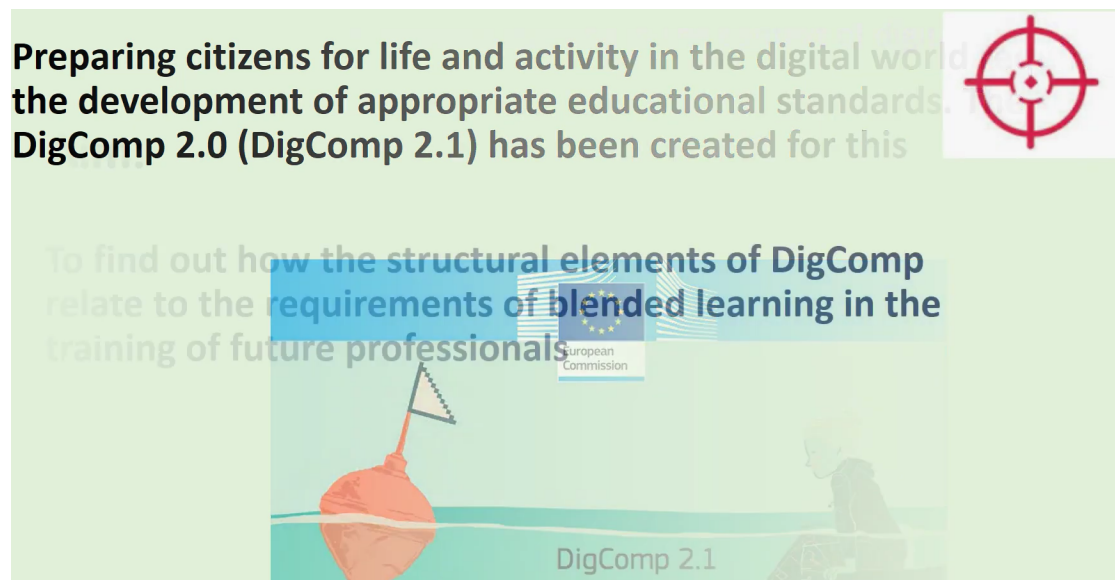 Preparing citizens for life and activity in the digital world
the development of appropriate educational standards. The
DigComp 2.0 (DigComp 2.1) has been created for this
To find out how the structural elements of DigComp
relate to the requirements of blended learning in the
training of future professionals
European
Commission
DigComp 2.1